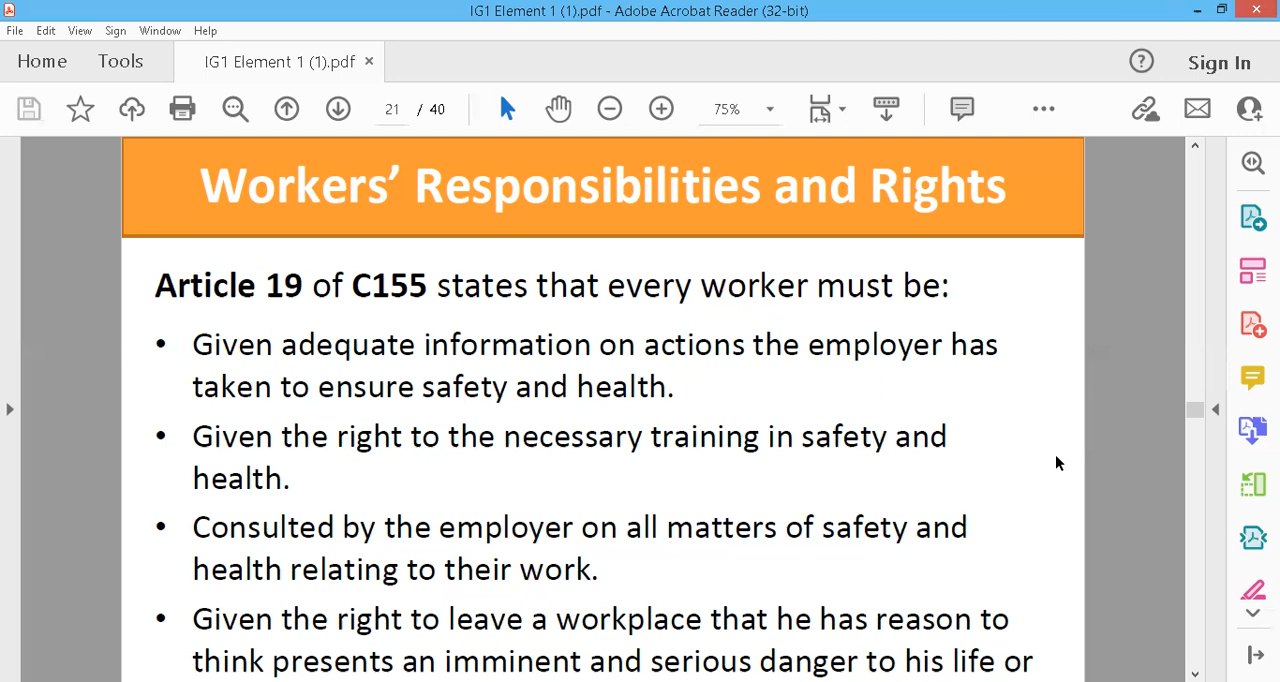 IG1 Element 1 (1).pdf - Adobe Acrobat Reader (32-bit)
File Edit View Sign Window Help
Home Tools IG1 Element 1 (1).pdf × Sign In
21 / 40 75%
Workers’ Responsibilities and Rights
Article 19 of C155 states that every worker must be:
• Given adequate information on actions the employer has
taken to ensure safety and health.
• Given the right to the necessary training in safety and
health.
• Consulted by the employer on all matters of safety and
health relating to their work.
• Given the right to leave a workplace that he has reason to
think presents an imminent and serious danger to his life or